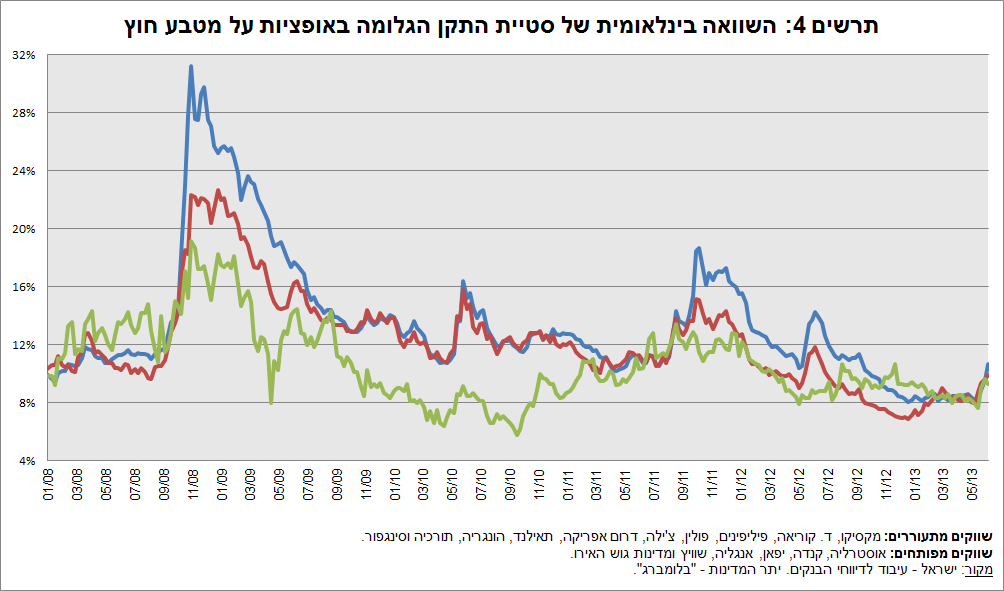 תרשים 4: השוואה בינלאומית של סטיית התקן הגלומה באופציות על מטבע חוץ
32%
28%
24%
20%
16%
12%
8%
4%
01/08 03/08 05/08 07/08 09/08 11/08 01/09 03/09 05/09 07/09 09/09 11/09 01/10 03/10 05/10 07/10 09/10 11/10 01/11 03/11 05/11 07/11 09/11 11/11 01/12 03/12 05/12 07/12 09/12 11/12 01/13 03/13 05/13
שווקים מתעוררים: מקסיקו, ד. קוריאה, פיליפינים, פולין, צ'ילה, דרום אפריקה, תאילנד, הונגריה, תורכיה וסינגפור.
שווקים מפותחים: אוסטרליה, קנדה, יפאן, אנגליה, שוויץ ומדינות גוש האירו.
מקור: ישראל - עיבוד לדיווחי הבנקים. יתר המדינות - "בלומברג".